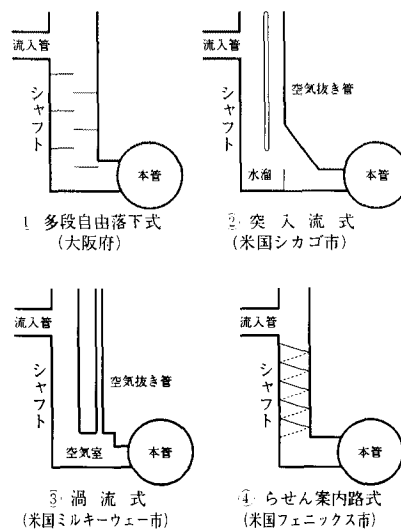 流入管
シャフト
本管
① 多段自由落下式
(大阪府)
流入管
シャフト
空気抜き管
水溜
本管
② 突入流式
(米国シカゴ市)
流入管
シャフト
空気抜き管
空気室
本管
③ 渦流式
(米国ミルキーウェー市)
流入管
シャフト
本管
④ らせん案内路式
(米国フェニックス市)